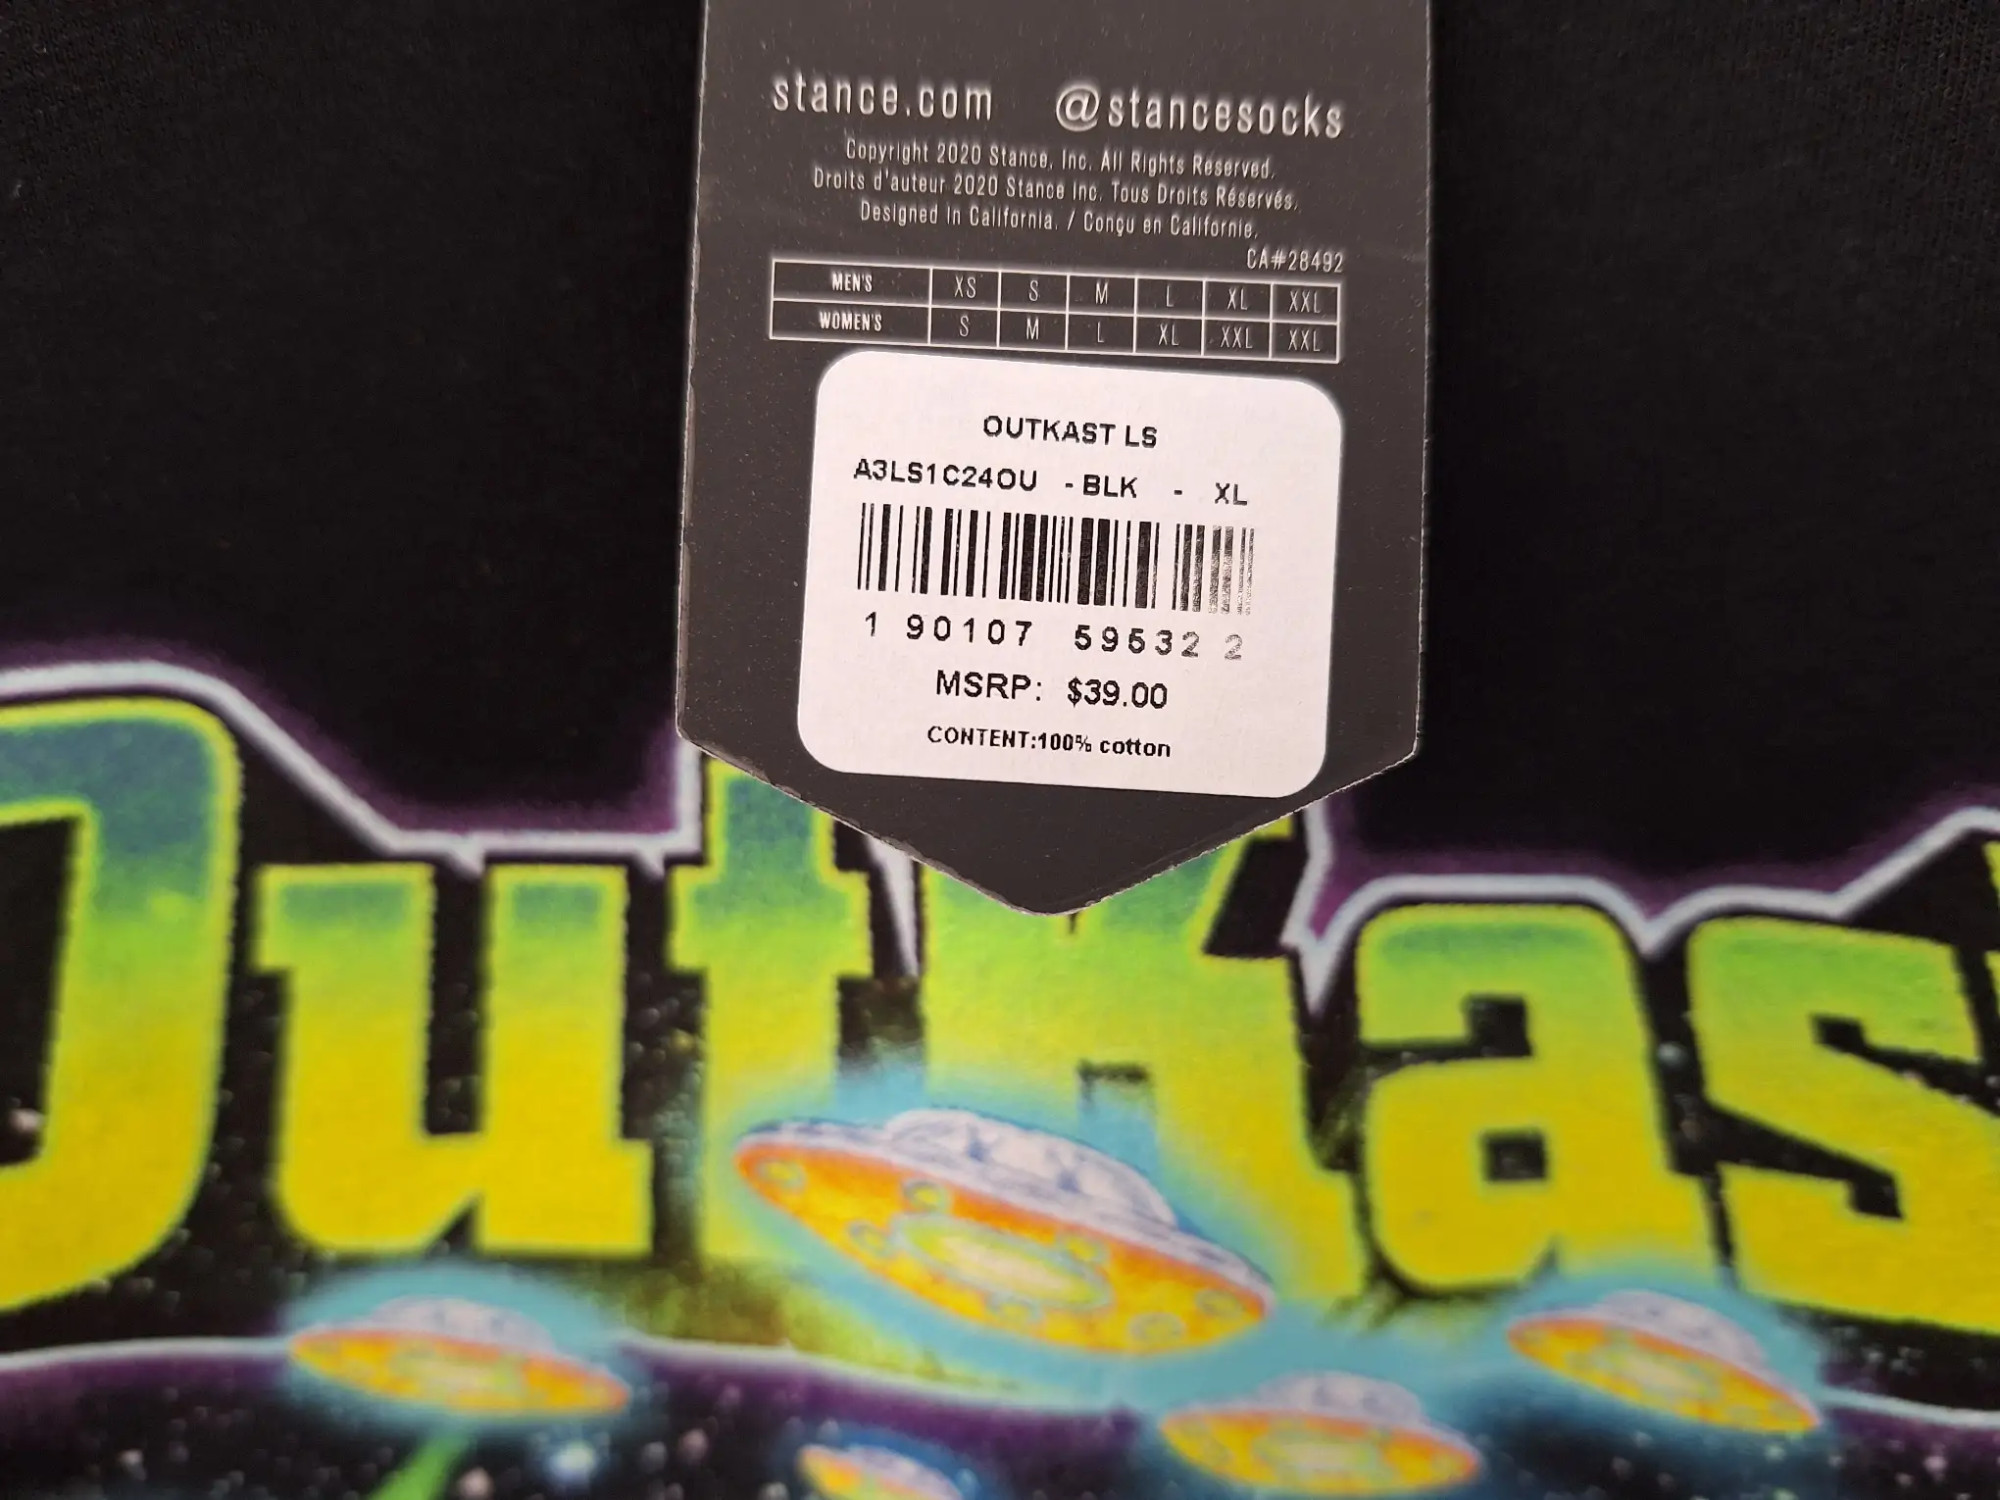 stance.com @stancesocks
Copyright 2020 Stance, Inc. All Rights Reserved.
Droits d'auteur 2020 Stance Inc. Tous Droits Réservés.
Designed in California. / Conçu en Californie.
CA#28492
MEN'S XS S M L XL XXL
WOMEN'S S M L XL XXL XXL
OUTKAST LS
A3LS1C24OU - BLK - XL
1 90107 59532 2
MSRP: $39.00
CONTENT:100% cotton
OutKas